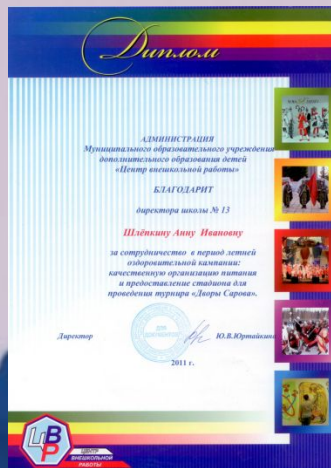 Диплом
АДМИНИСТРАЦИЯ
Муниципального образовательного учреждения
дополнительного образования детей
«Центр внешкольной работы»
БЛАГОДАРИТ
директора школы № 13
Шлёпкину Анну Ивановну
за сотрудничество в период летней
оздоровительной кампании:
качественную организацию питания
и предоставление стадиона для
проведения турнира «Дворы Сарова».
Директор Ю.В.Юртайкина
2011 г.
ЦВР
ЦЕНТР
ВНЕШКОЛЬНОЙ
РАБОТЫ